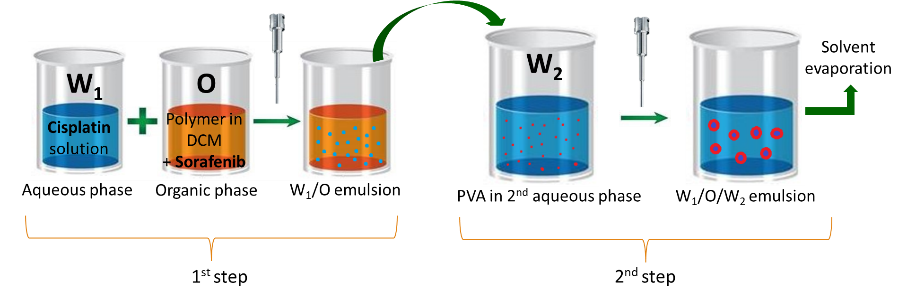 W₁
Cisplatin
solution
Aqueous phase
O
Polymer in
DCM
+ Sorafenib
Organic phase
W₁/O emulsion
1ˢᵗ step
W₂
PVA in 2ⁿᵈ aqueous phase
W₁/O/W₂ emulsion
Solvent
evaporation
2ⁿᵈ step